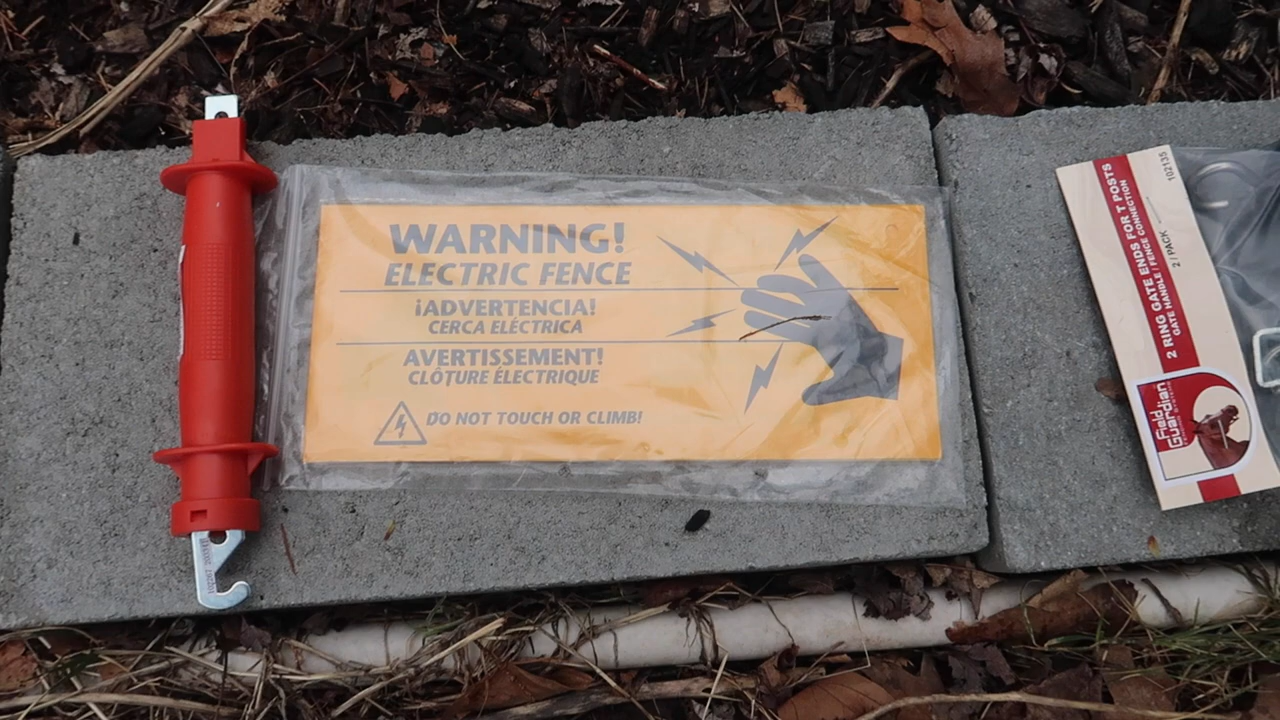 WARNING!
ELECTRIC FENCE
¡ADVERTENCIA!
CERCA ELÉCTRICA
AVERTISSEMENT!
CLÔTURE ÉLECTRIQUE
DO NOT TOUCH OR CLIMB!
2 RING GATE ENDS FOR T POSTS
GATE HANDLE / FENCE CONNECTION
2 / PACK
102135
Field
Guardian